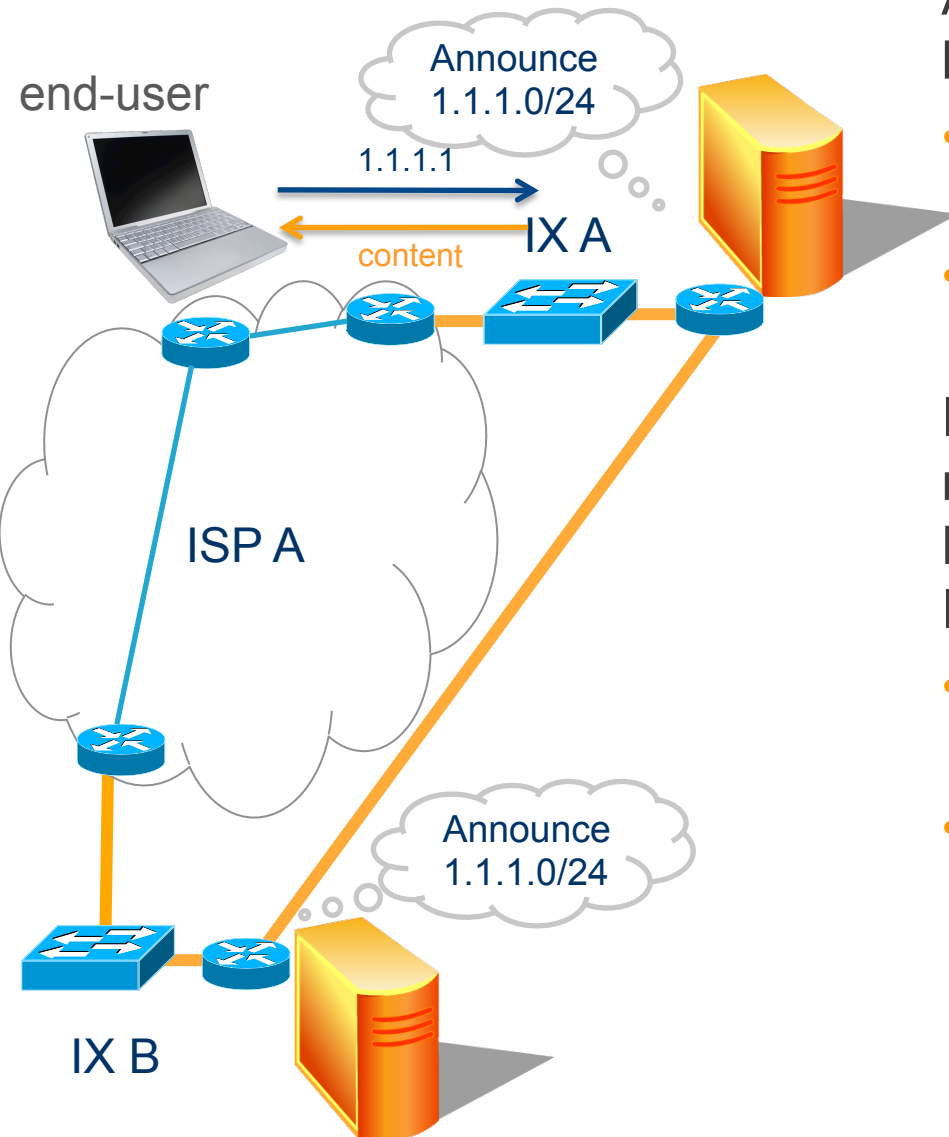 Announce
1.1.1.0/24
end-user
1.1.1.1
IX A
content
ISP A
Announce
1.1.1.0/24
IX B